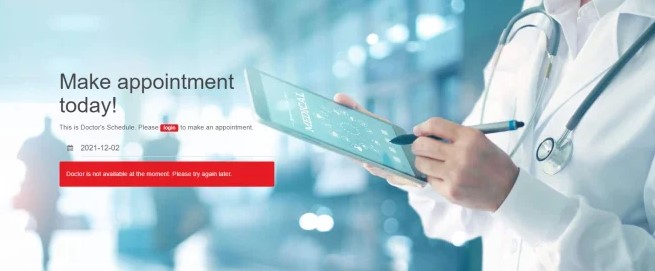 Make appointment
today!
This is Doctor's Schedule. Please login to make an appointment.
2021-12-02
Doctor is not available at the moment. Please try again later.